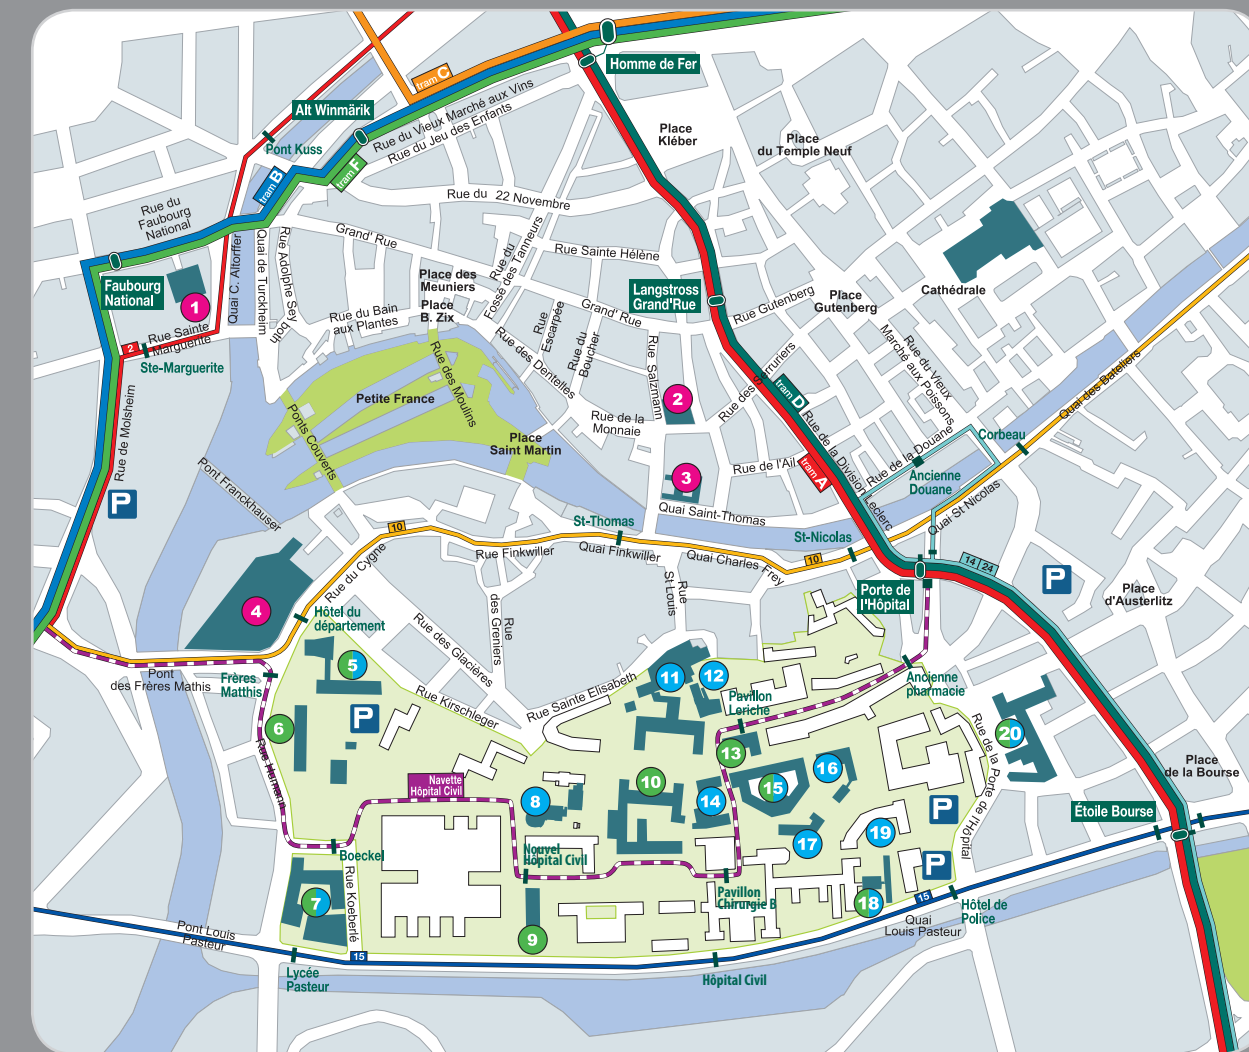 Homme de Fer
tram C
Alt Winmärik
Rue du Vieux Marché aux Vins
Rue du Jeu des Enfants
Place
Kléber
Place
du Temple Neuf
Pont Kuss
tram B
tram F
Rue du
Faubourg
National
Rue du 22 Novembre
Grand' Rue
Rue Sainte Hélène
Rue du
Fossé des Tanneurs
Quai C. Altorffer
Quai de Turckheim
Rue Adolphe Seyboth
Faubourg
National
1
Place des
Meuniers
Place
B. Zix
Langstross
Grand'Rue
Rue Gutenberg
Place
Gutenberg
Cathédrale
Rue du Bain
aux Plantes
Grand' Rue
Rue
Escarpée
Rue du
Boucher
Rue des Dentelles
Rue Salzmann
Rue Sainte
Marguerite
2
Ste-Marguerite
Rue du Vieux
Marché aux Poissons
Rue des Serruriers
Quai des Bateliers
Petite France
Rue des Moulins
Ponts Couverts
Rue de Molsheim
2
tram D
Rue de la
Monnaie
Place
Saint Martin
Rue de la Division Leclerc
Rue de la Douane
Corbeau
Pont Franckhauser
3
Rue de l'Ail
tram A
Ancienne
Douane
P
Quai Saint-Thomas
Quai St-Nicolas
St-Thomas
St-Nicolas
10
Rue Finkwiller
Quai Finkwiller
Quai Charles Frey
10
14 24
Rue du Cygne
Rue
St Louis
Porte de
l'Hôpital
P
Place
d'Austerlitz
4
Hôtel du
département
Rue
des Greniers
Rue des Glacières
5
Pont
des Frères Mathis
Frères
Matthis
Rue Kirschleger
Rue Sainte Elisabeth
11
12
Ancienne
pharmacie
Pavillon
Leriche
6
P
Rue Humann
13
20
Rue de la Porte de l'Hôpital
Place
de la Bourse
Navette
Hôpital Civil
8
10
14
15
16
P
Étoile Bourse
17
19
Boeckel
Nouvel
Hôpital Civil
P
Rue Koeberlé
7
Pavillon
Chirurgie B
18
15
Hôtel de
Police
Quai
Louis Pasteur
Pont Louis
Pasteur
9
15
Lycée
Pasteur
Hôpital Civil